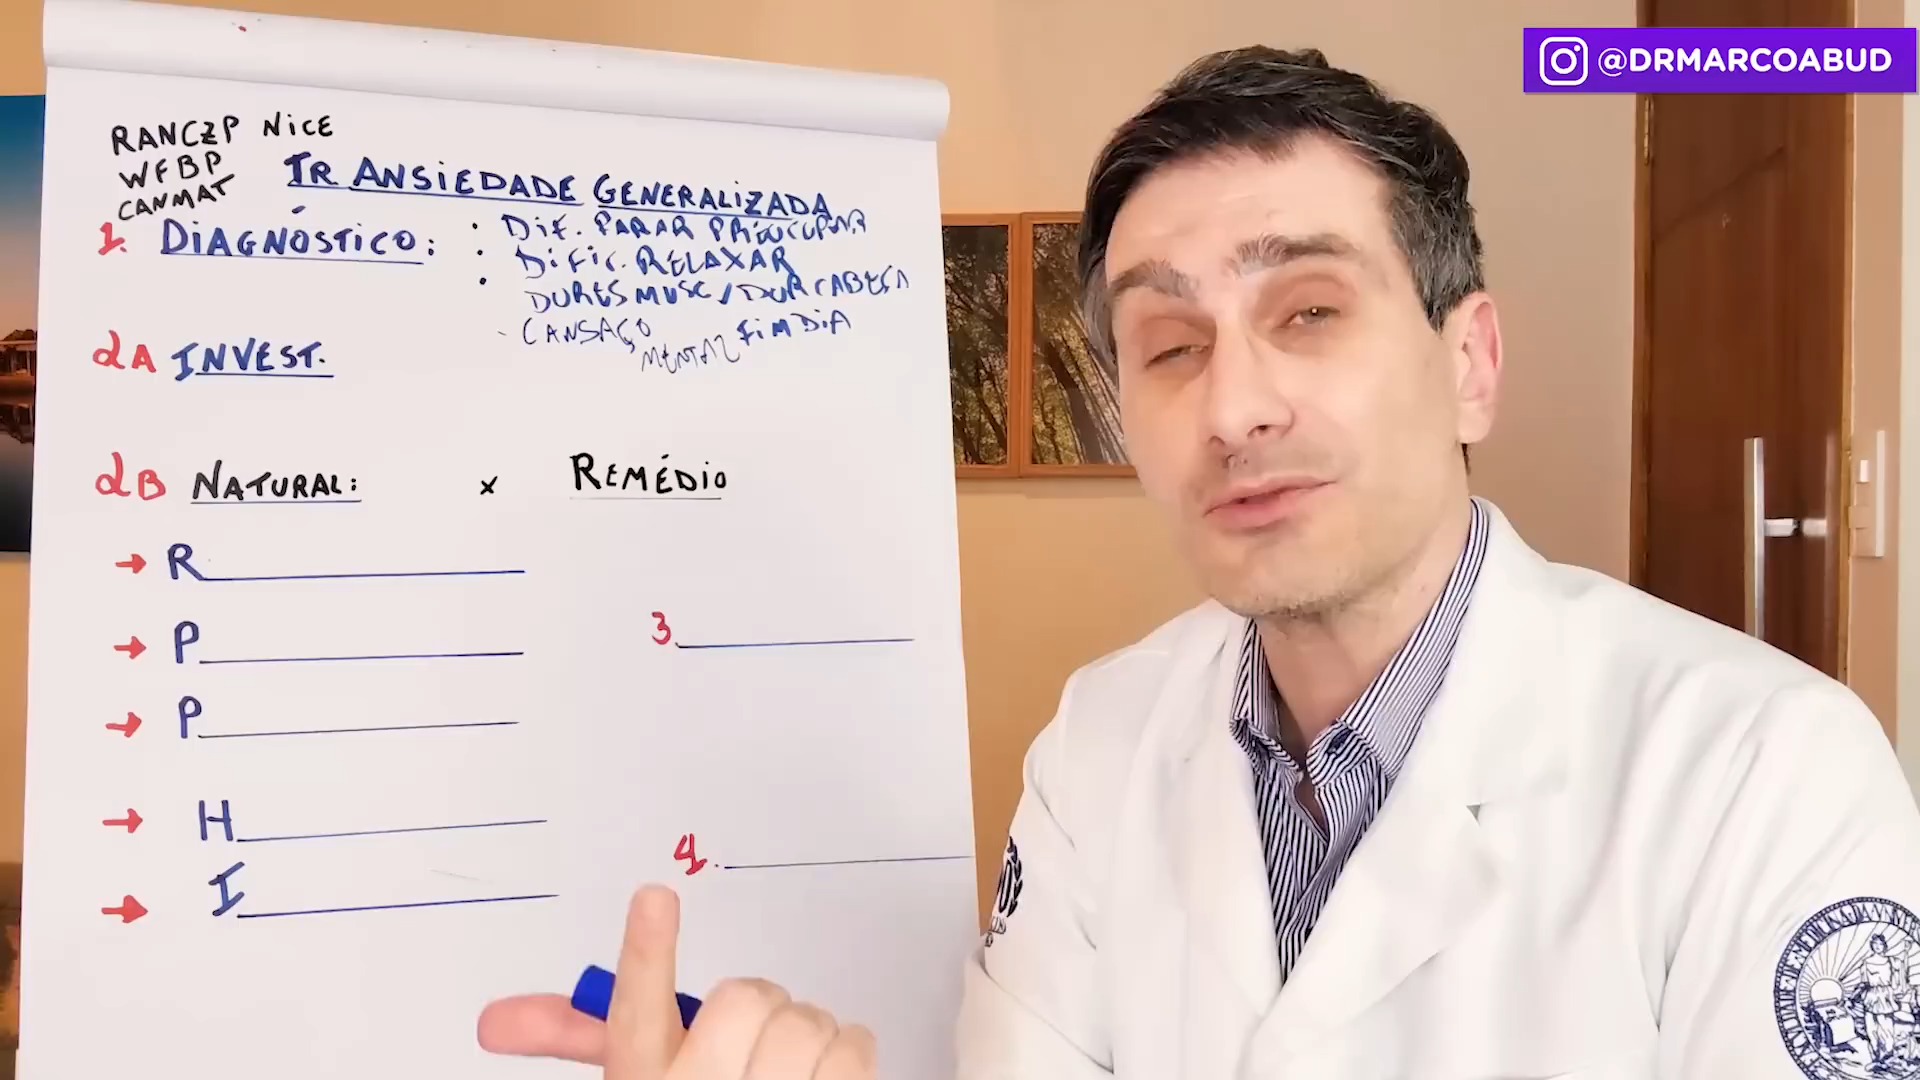 @DRMARCOABUD
RANCZP NICE
WFBP
CANMAT
TR ANSIEDADE GENERALIZADA
1. DIAGNÓSTICO:
· DIF. PARAR PREOCUPAR
· DIFIC. RELAXAR
· DORES MUSC / DOR CABEÇA
- CANSAÇO MENTAL FIM DIA
2A INVEST.
2B NATURAL: x REMÉDIO
→ R
→ P
3.
→ P
→ H
4.
→ I